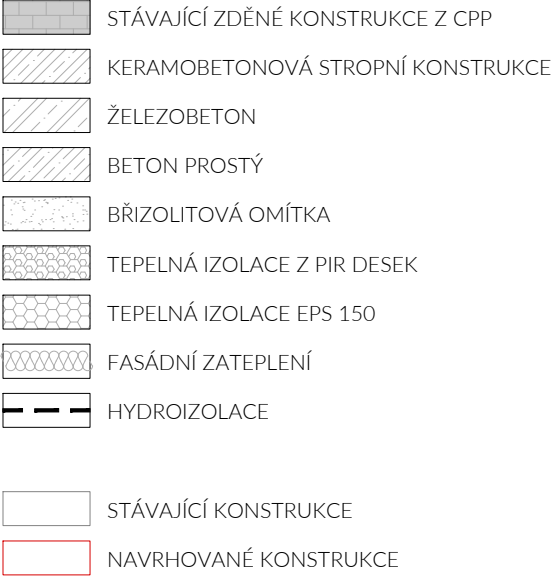 STÁVAJÍCÍ ZDĚNÉ KONSTRUKCE Z CPP
KERAMOBETONOVÁ STROPNÍ KONSTRUKCE
ŽELEZOBETON
BETON PROSTÝ
BŘIZOLITOVÁ OMÍTKA
TEPELNÁ IZOLACE Z PIR DESEK
TEPELNÁ IZOLACE EPS 150
FASÁDNÍ ZATEPLENÍ
HYDROIZOLACE
STÁVAJÍCÍ KONSTRUKCE
NAVRHOVANÉ KONSTRUKCE